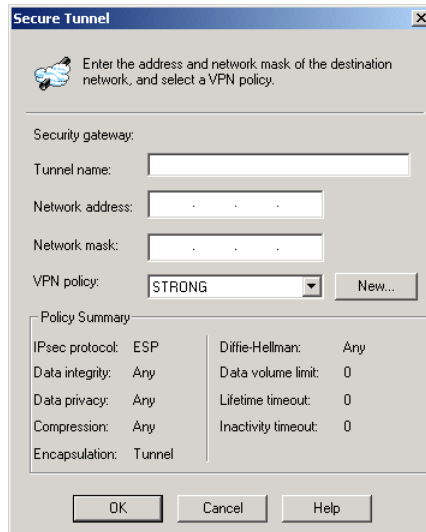 Secure Tunnel
Enter the address and network mask of the destination
network, and select a VPN policy.
Security gateway:
Tunnel name:
Network address:
. . .
Network mask:
. . .
VPN policy:
STRONG
New...
Policy Summary
IPsec protocol: ESP
Diffie-Hellman: Any
Data integrity: Any
Data volume limit: 0
Data privacy: Any
Lifetime timeout: 0
Compression: Any
Inactivity timeout: 0
Encapsulation: Tunnel
OK
Cancel
Help